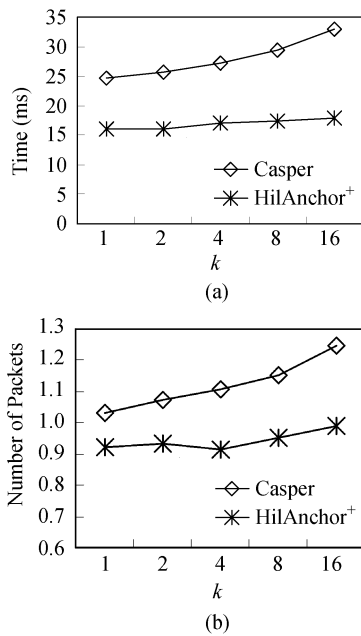 35
30
25
20
15
10
5
0
Time (ms)
Casper
HilAnchor+
1 2 4 8 16
k
(a)
1.3
1.2
1.1
1.0
0.9
0.8
0.7
0.6
Number of Packets
Casper
HilAnchor+
1 2 4 8 16
k
(b)